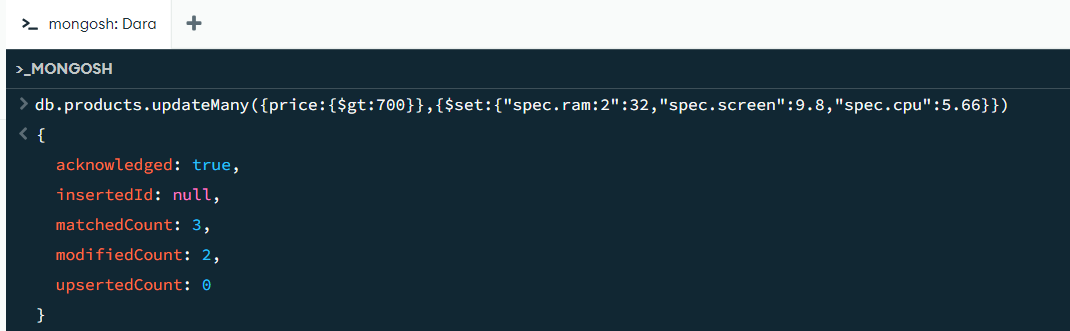 >_ mongosh: Dara +
>_MONGOSH
> db.products.updateMany({price:{$gt:700}},{$set:{"spec.ram:2":32,"spec.screen":9.8,"spec.cpu":5.66}})
< {
acknowledged: true,
insertedId: null,
matchedCount: 3,
modifiedCount: 2,
upsertedCount: 0
}